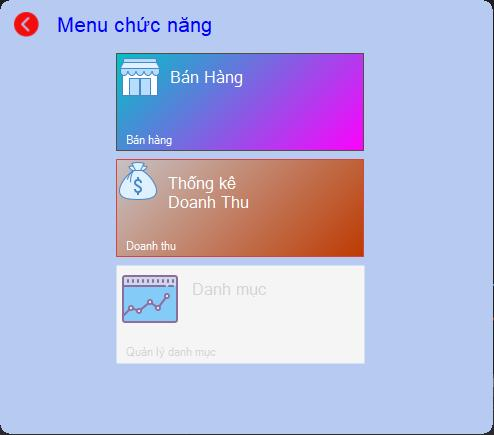 Menu chức năng
Bán Hàng
Bán hàng
Thống kê
Doanh Thu
Doanh thu
Danh mục
Quản lý danh mục